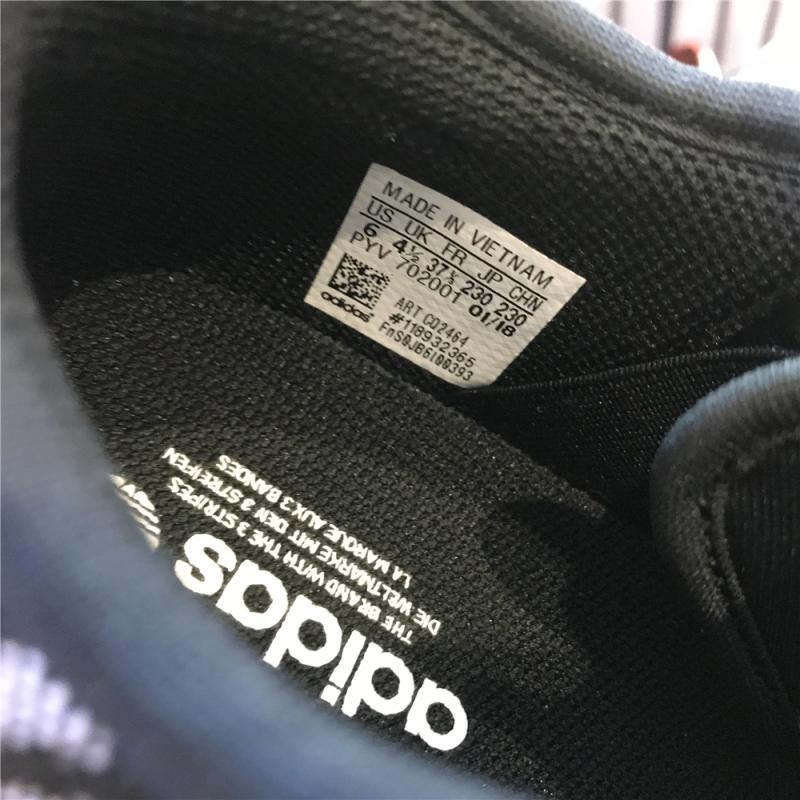 MADE IN VIETNAM
US UK FR JP CHN
6 4½ 37⅓ 230 230
PYV 702001 01/18
adidas
ART CQ2464
#118932365
FnS0JB6I00393
adidas
THE BRAND WITH THE 3 STRIPES
DIE WELTMARKE MIT DEN 3 STREIFEN
LA MARQUE AUX 3 BANDES